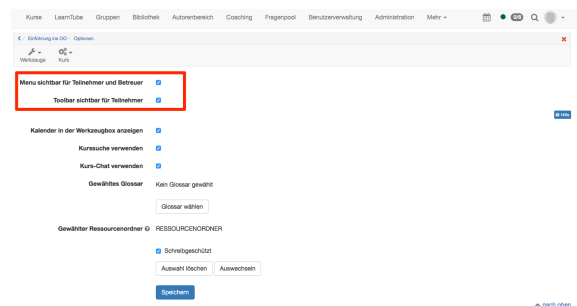 Kurse LearnTube Gruppen Bibliothek Autorenbereich Coaching Fragenpool Benutzerverwaltung Administration Mehr
Einführung ins OO Optionen
Werkzeuge Kurs
Menu sichtbar für Teilnehmer und Betreuer
Toolbar sichtbar für Teilnehmer
Hilfe
Kalender in der Werkzeugbox anzeigen
Kurssuche verwenden
Kurs-Chat verwenden
Gewähltes Glossar Kein Glossar gewählt
Glossar wählen
Gewählter Ressourcenordner RESSOURCENORDNER
Schreibgeschützt
Auswahl löschen Auswechseln
Speichern
nach oben